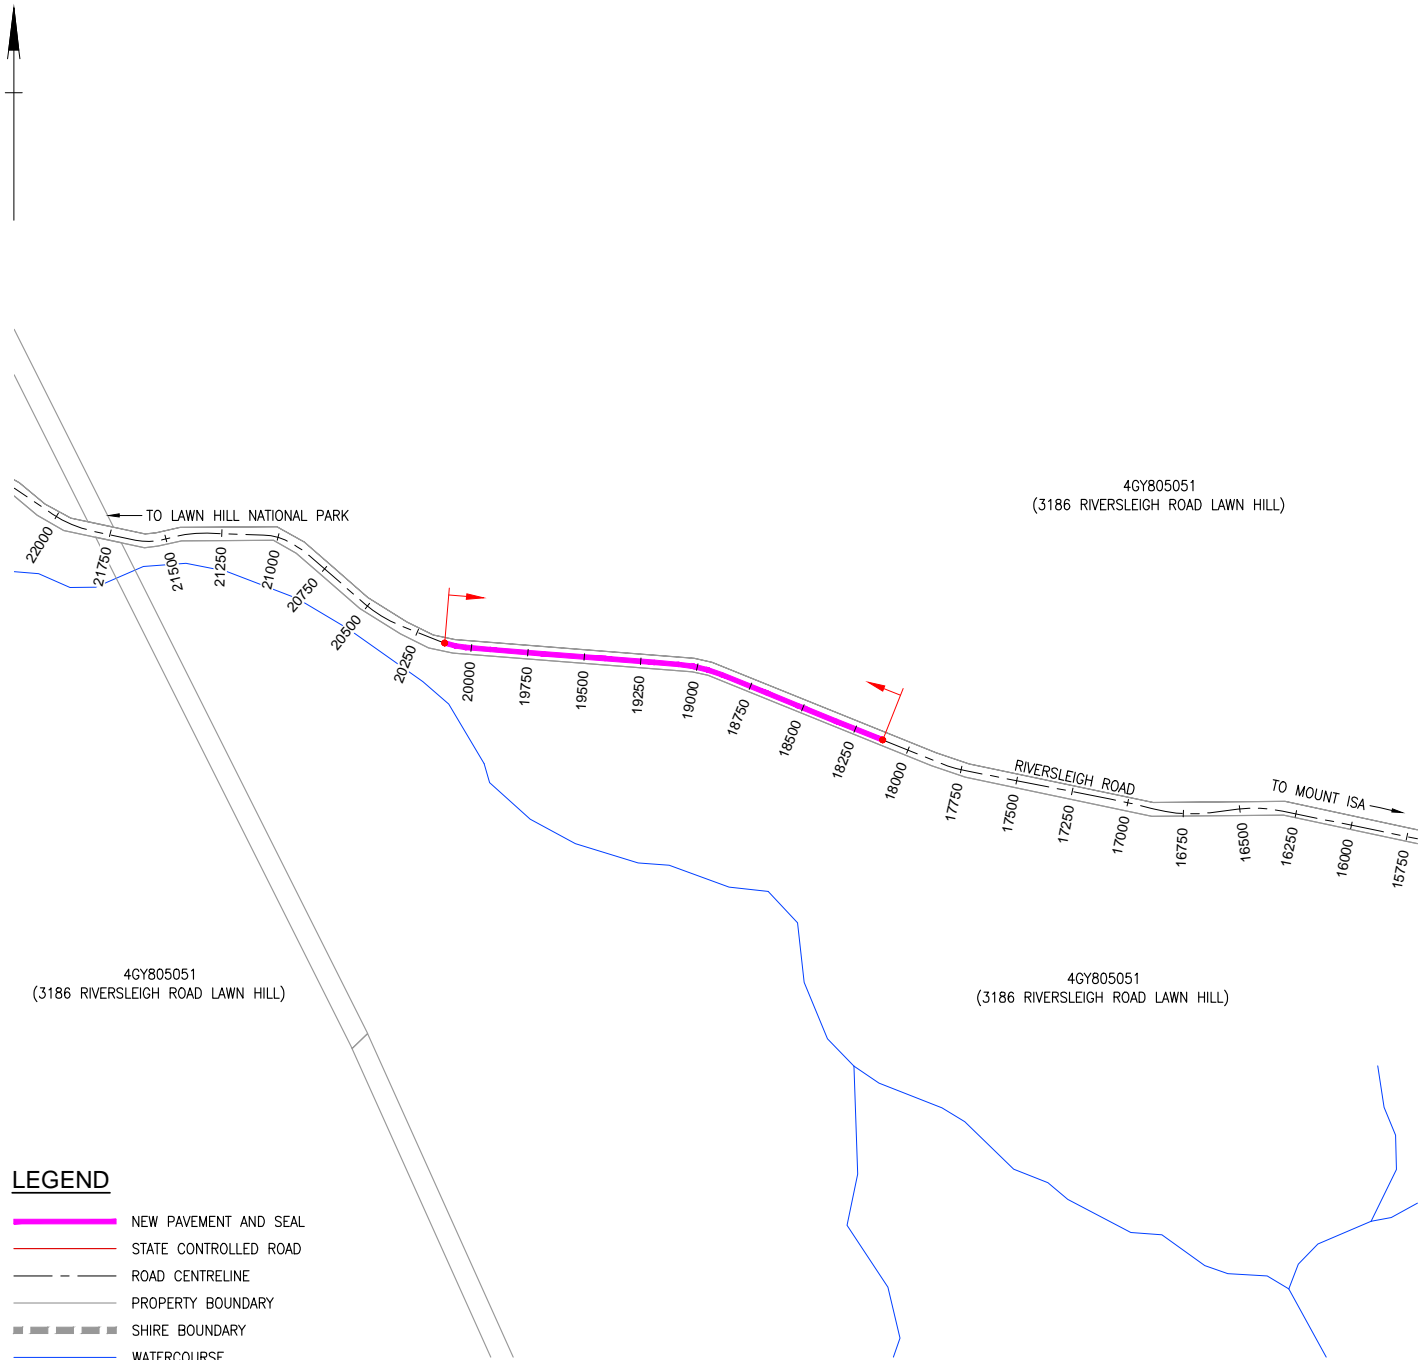 4GY805051
(3186 RIVERSLEIGH ROAD LAWN HILL)
TO LAWN HILL NATIONAL PARK
22000
21750
21500
21250
21000
20750
20500
20250
20000
19750
19500
19250
19000
18750
18500
18250
18000
17750
17500
17250
17000
16750
16500
16250
16000
15750
RIVERSLEIGH ROAD
TO MOUNT ISA
4GY805051
(3186 RIVERSLEIGH ROAD LAWN HILL)
4GY805051
(3186 RIVERSLEIGH ROAD LAWN HILL)
LEGEND
NEW PAVEMENT AND SEAL
STATE CONTROLLED ROAD
ROAD CENTRELINE
PROPERTY BOUNDARY
SHIRE BOUNDARY
WATERCOURSE